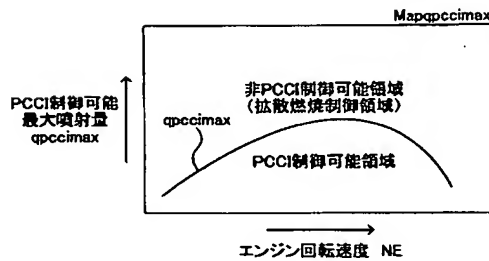 Mapqpccimax
PCCI制御可能
最大噴射量
qpccimax
非PCCI制御可能領域
(拡散燃焼制御領域)
qpccimax
PCCI制御可能領域
エンジン回転速度 NE